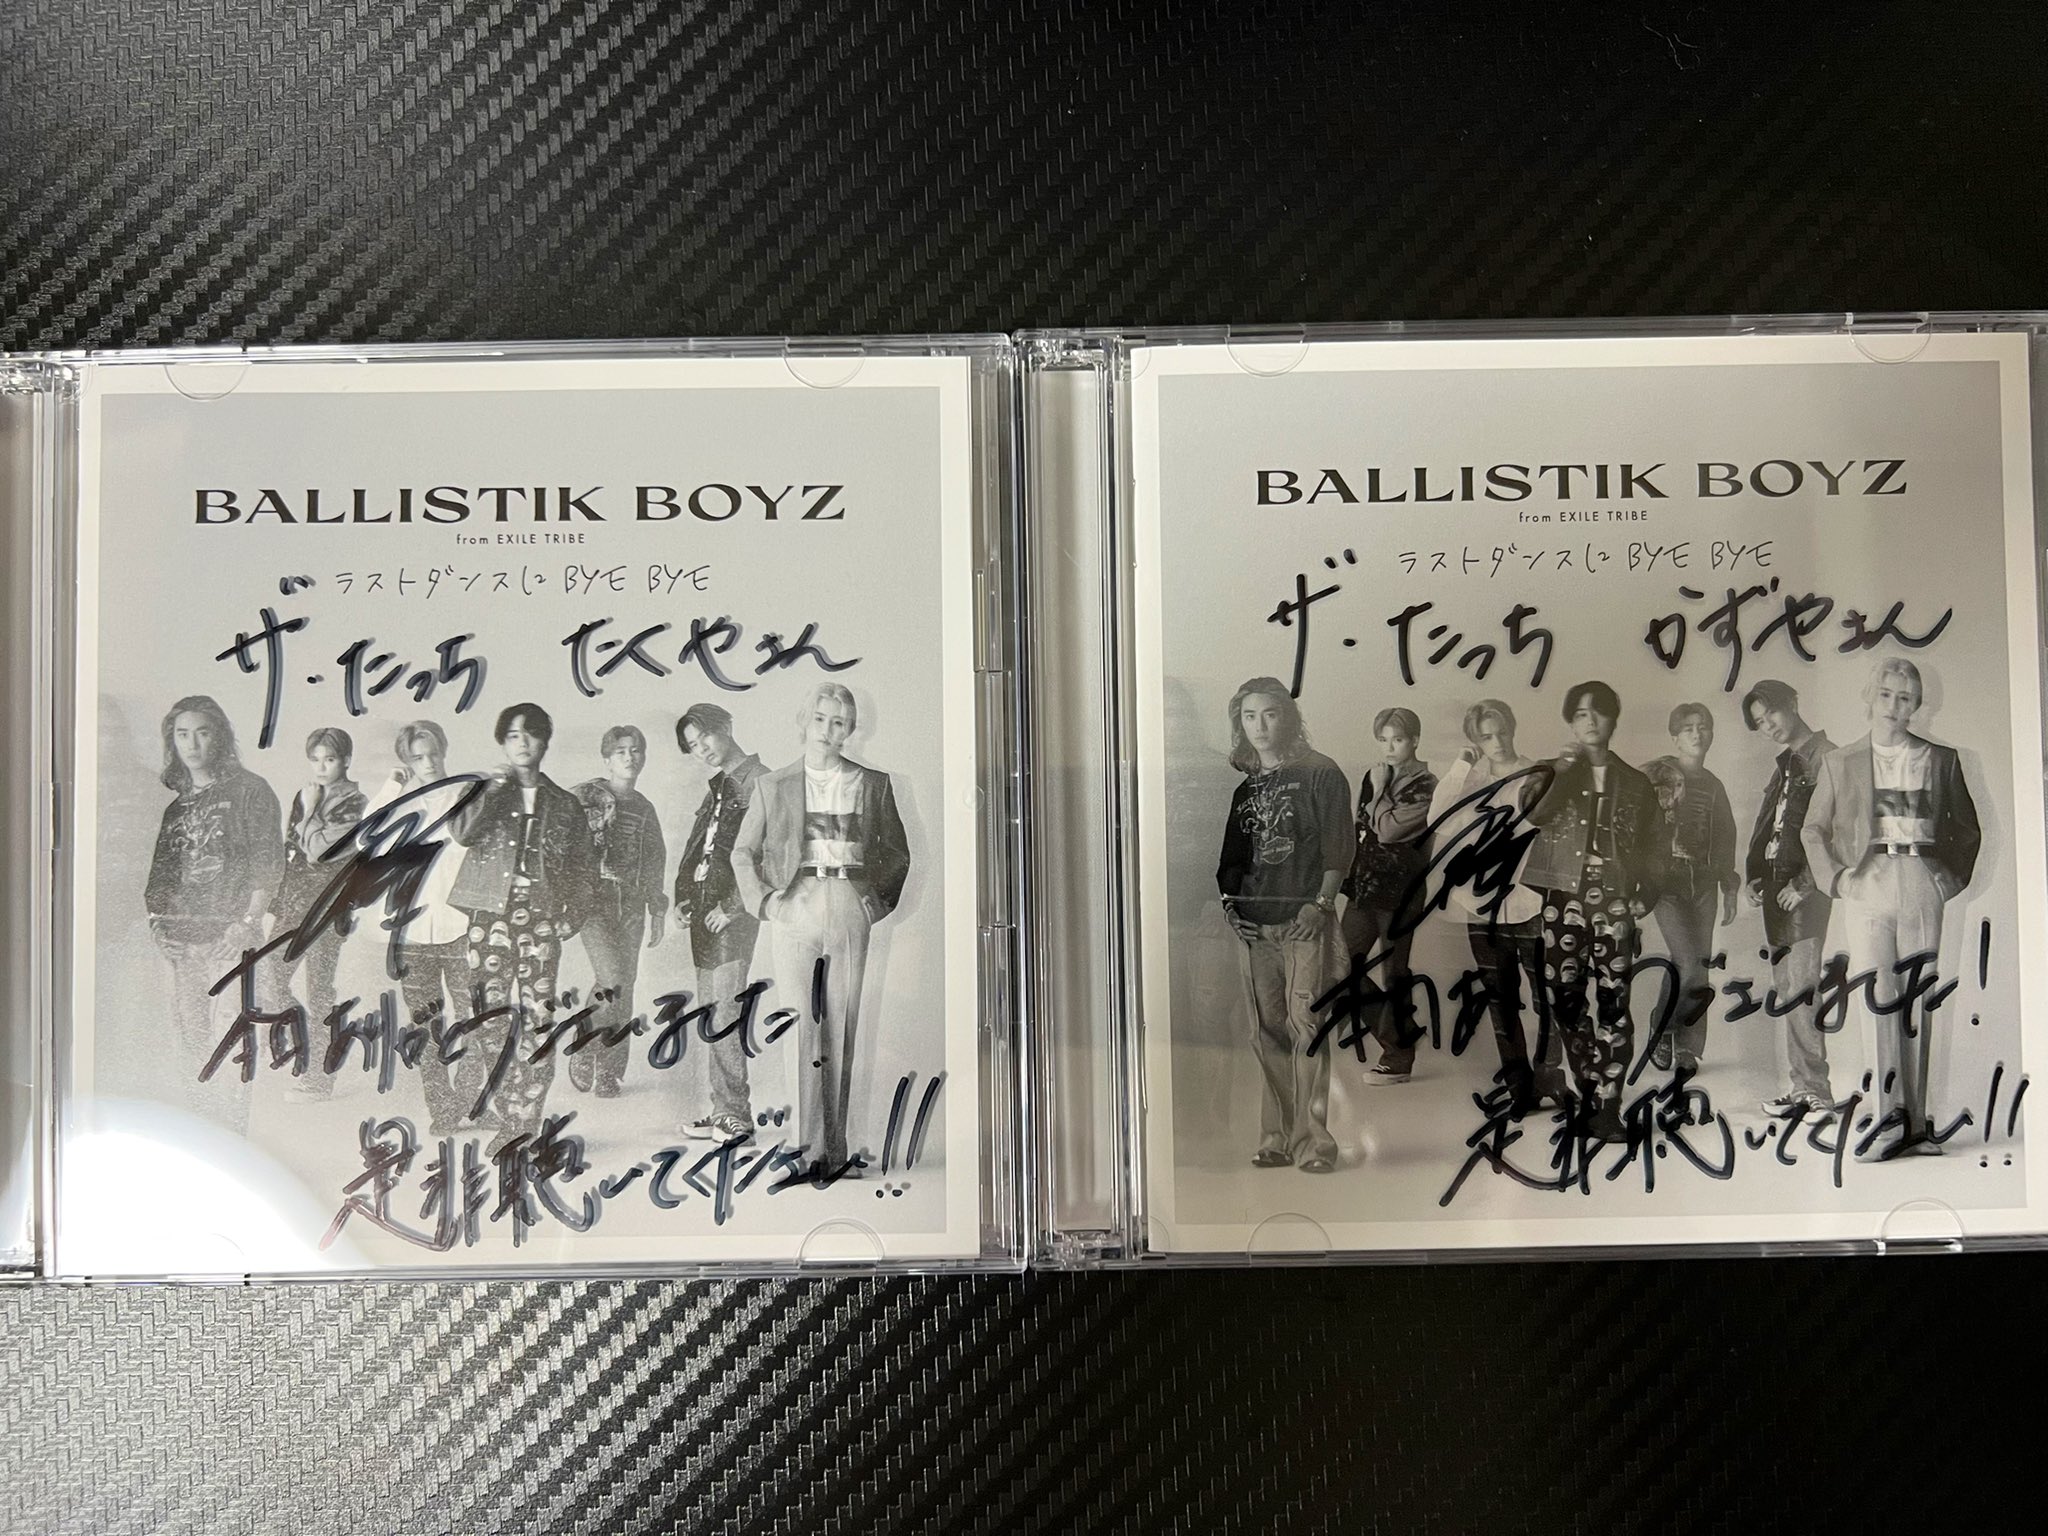 BALLISTIK BOYZ
from EXILE TRIBE
ラストダンスに BYE BYE
ザ・たっち たくやさん
本日ありがとうございました!
是非聴いてください!!
BALLISTIK BOYZ
from EXILE TRIBE
ラストダンスに BYE BYE
ザ・たっち かずやさん
本日ありがとうございました!
是非聴いてください!!